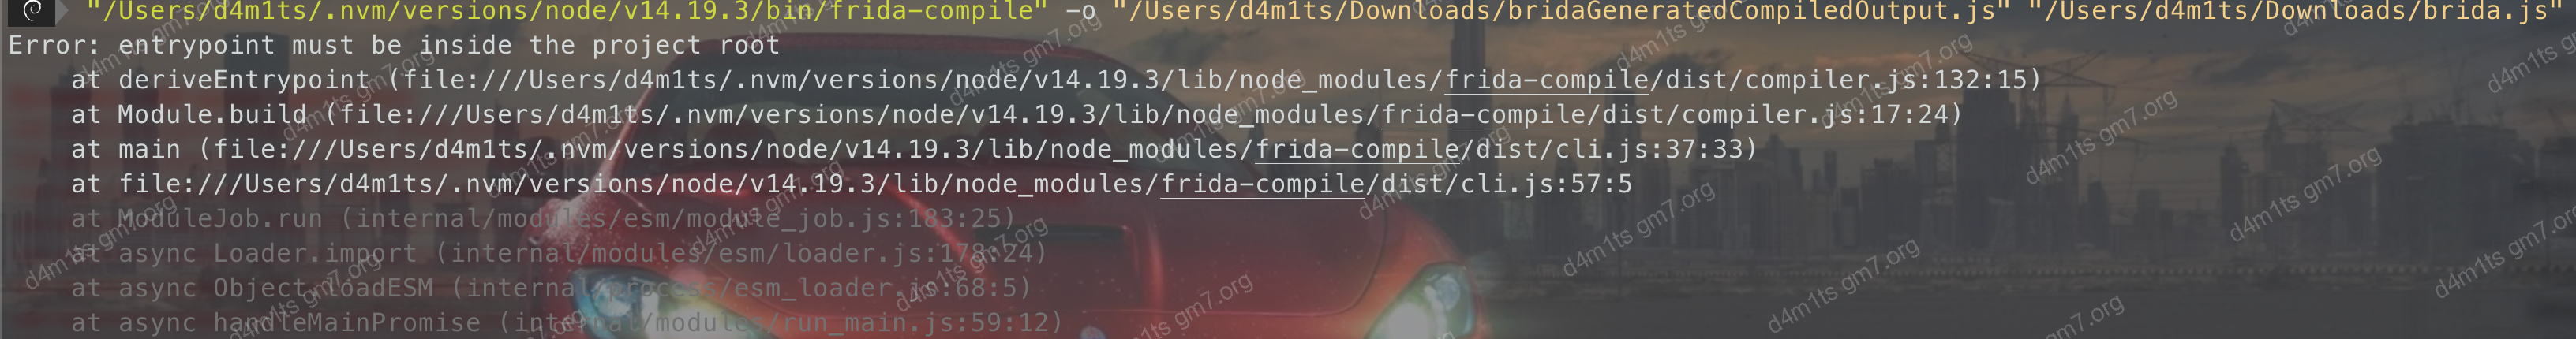 "/Users/d4m1ts/.nvm/versions/node/v14.19.3/bin/frida-compile" -o "/Users/d4m1ts/Downloads/bridaGeneratedCompiledOutput.js" "/Users/d4m1ts/Downloads/brida.js"
Error: entrypoint must be inside the project root
    at deriveEntrypoint (file:///Users/d4m1ts/.nvm/versions/node/v14.19.3/lib/node_modules/frida-compile/dist/compiler.js:132:15)
    at Module.build (file:///Users/d4m1ts/.nvm/versions/node/v14.19.3/lib/node_modules/frida-compile/dist/compiler.js:17:24)
    at main (file:///Users/d4m1ts/.nvm/versions/node/v14.19.3/lib/node_modules/frida-compile/dist/cli.js:37:33)
    at file:///Users/d4m1ts/.nvm/versions/node/v14.19.3/lib/node_modules/frida-compile/dist/cli.js:57:5
    at ModuleJob.run (internal/modules/esm/module_job.js:183:25)
    at async Loader.import (internal/modules/esm/loader.js:178:24)
    at async Object.loadESM (internal/process/esm_loader.js:68:5)
    at async handleMainPromise (internal/modules/run_main.js:59:12)
d4m1ts gm7.org